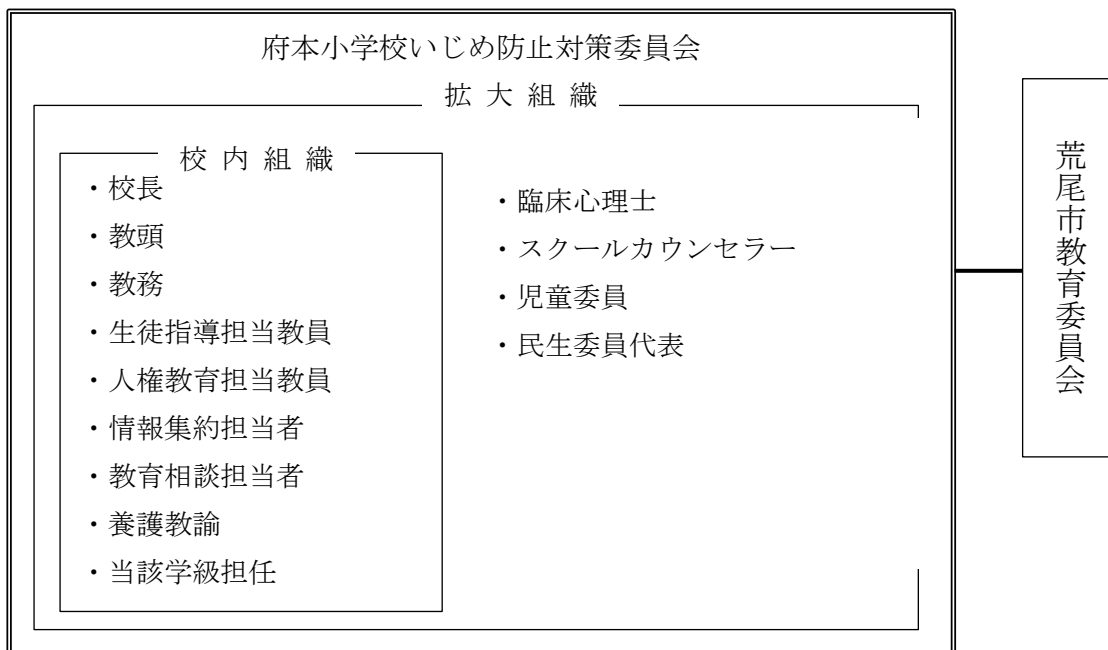 府本小学校いじめ防止対策委員会
拡大組織
校内組織
・校長
・教頭
・教務
・生徒指導担当教員
・人権教育担当教員
・情報集約担当者
・教育相談担当者
・養護教諭
・当該学級担任
・臨床心理士
・スクールカウンセラー
・児童委員
・民生委員代表
荒尾市教育委員会